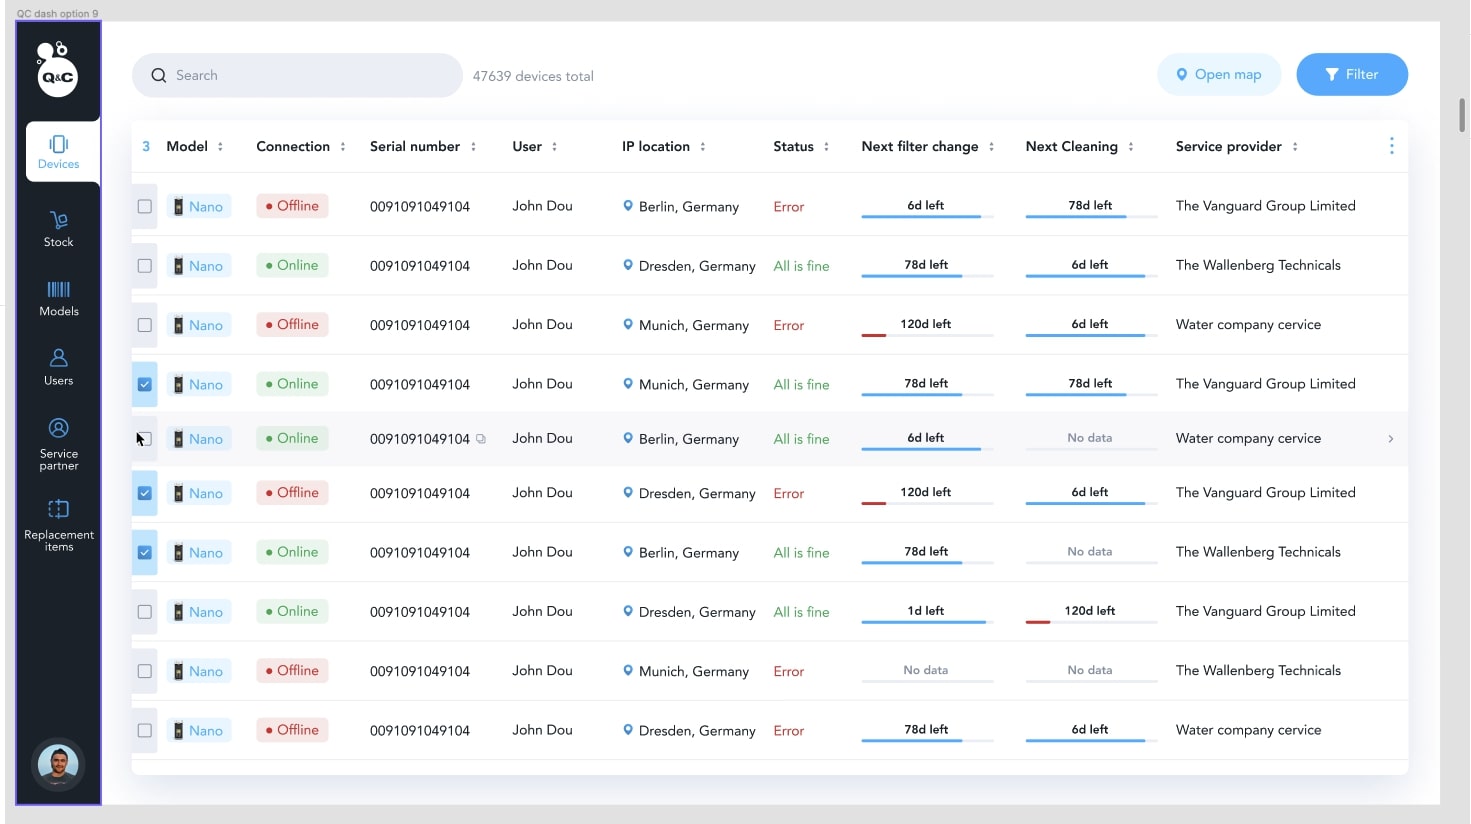 QC dash option 9
Q&C
Search
47639 devices total
Open map
Filter
Devices
Stock
Models
Users
Service
partner
Replacement
items
3 Model Connection Serial number User IP location Status Next filter change Next Cleaning Service provider
Nano Offline 0091091049104 John Dou Berlin, Germany Error 6d left 78d left The Vanguard Group Limited
Nano Online 0091091049104 John Dou Dresden, Germany All is fine 78d left 6d left The Wallenberg Technicals
Nano Offline 0091091049104 John Dou Munich, Germany Error 120d left 6d left Water company cervice
Nano Online 0091091049104 John Dou Munich, Germany All is fine 78d left 78d left The Vanguard Group Limited
Nano Online 0091091049104 John Dou Berlin, Germany All is fine 6d left No data Water company cervice
Nano Offline 0091091049104 John Dou Dresden, Germany Error 120d left 6d left The Vanguard Group Limited
Nano Online 0091091049104 John Dou Berlin, Germany All is fine 78d left No data The Wallenberg Technicals
Nano Online 0091091049104 John Dou Dresden, Germany All is fine 1d left 120d left The Vanguard Group Limited
Nano Offline 0091091049104 John Dou Munich, Germany Error No data No data The Wallenberg Technicals
Nano Offline 0091091049104 John Dou Dresden, Germany Error 78d left 6d left Water company cervice